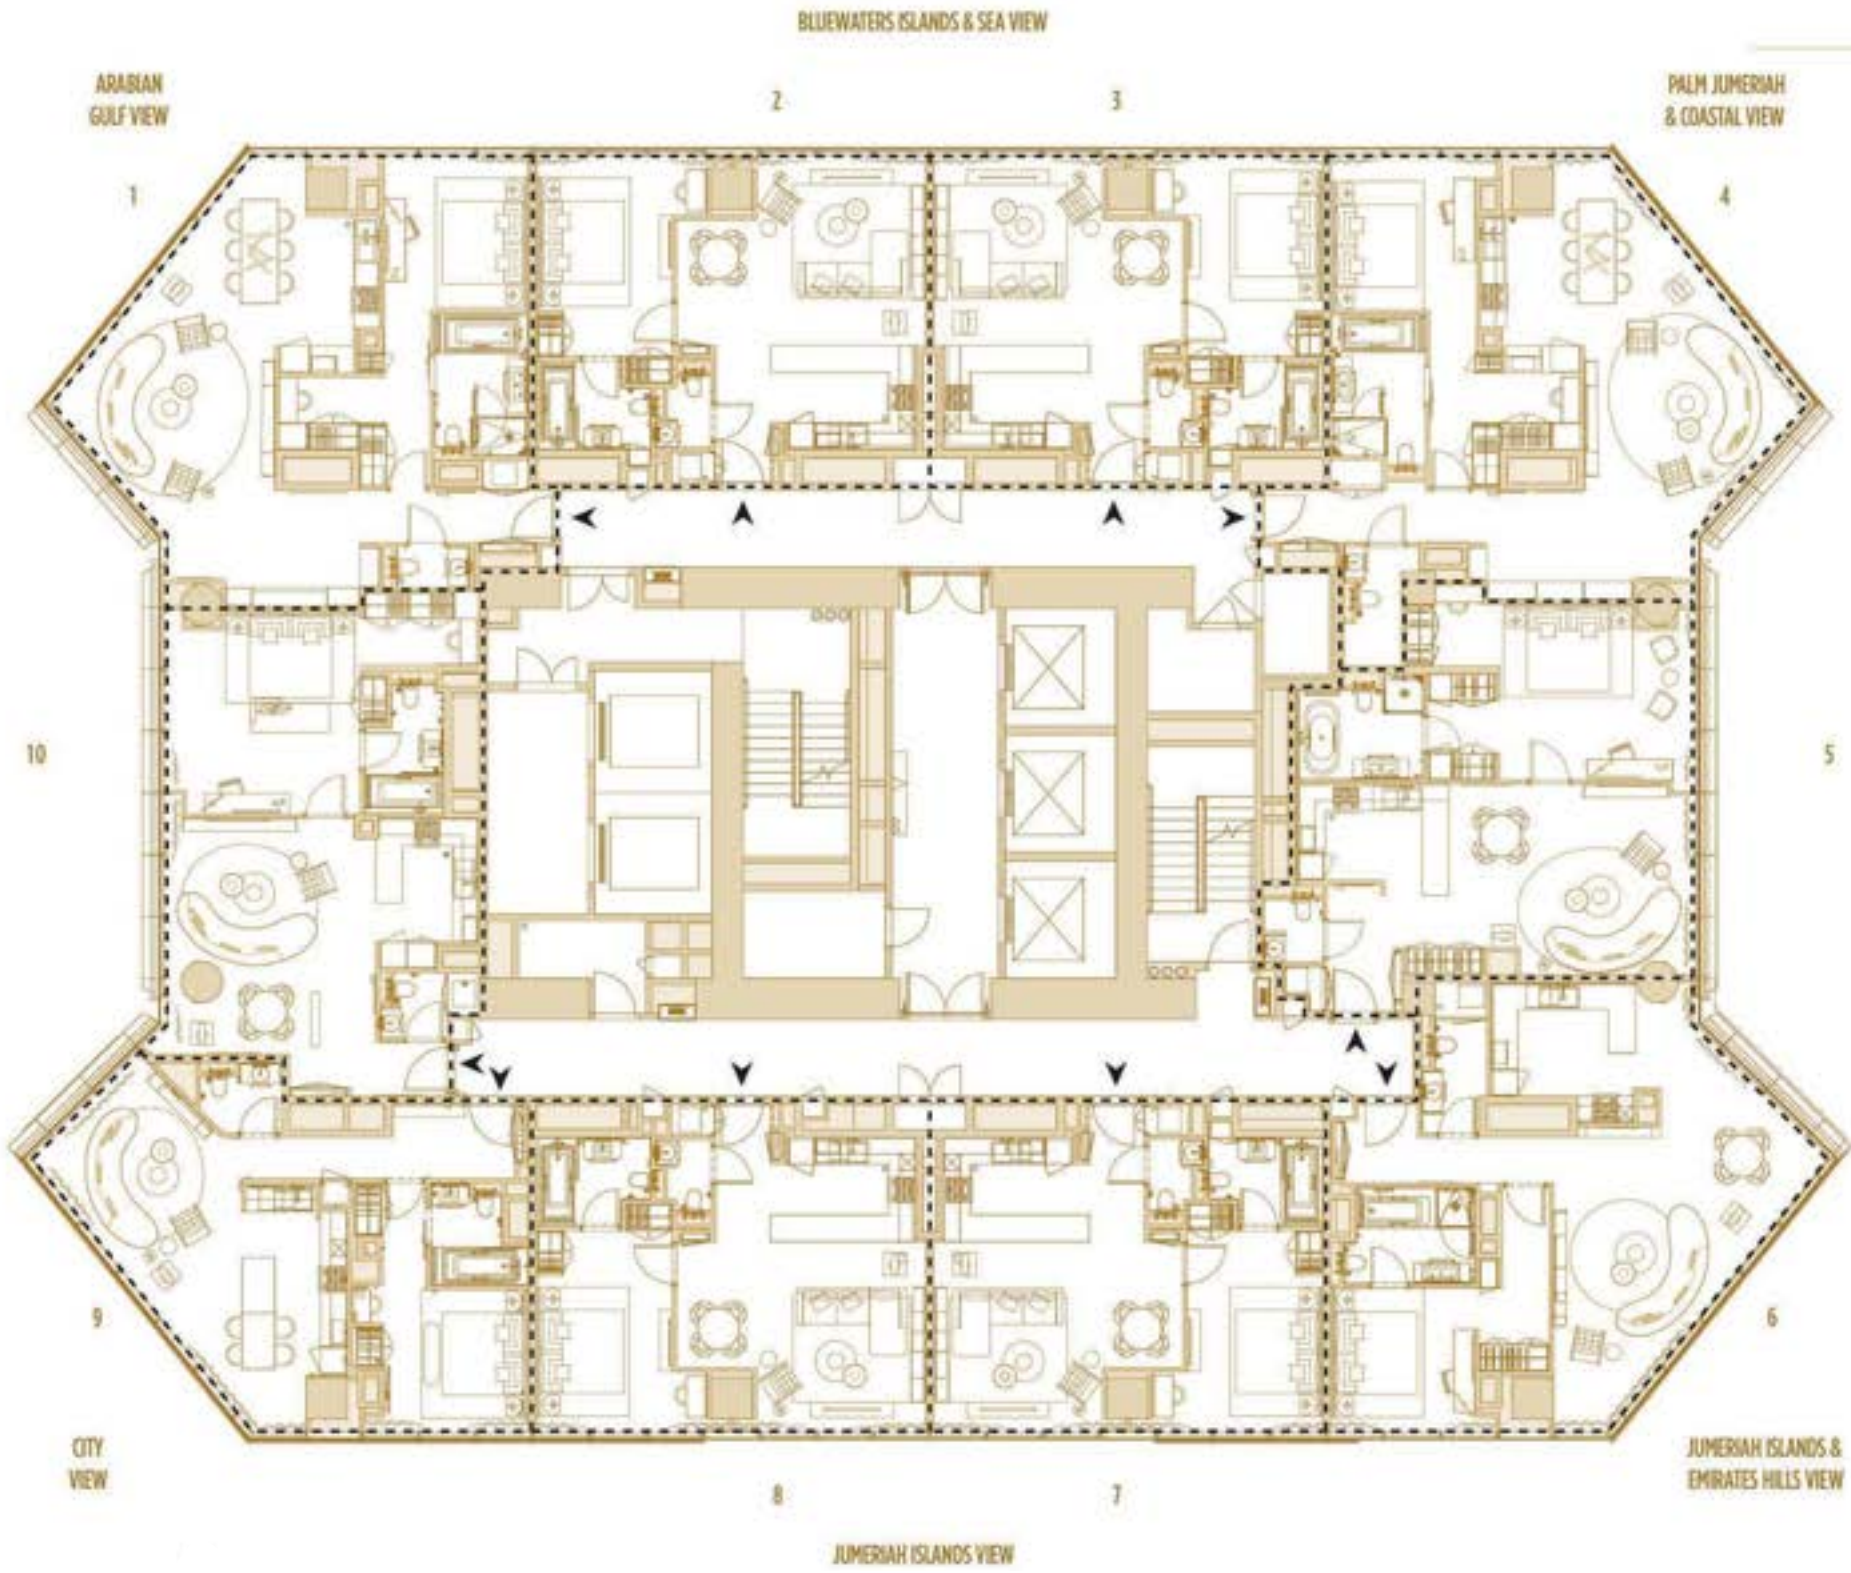 BLUEWATERS ISLANDS & SEA VIEW
ARABIAN
GULF VIEW
2
3
PALM JUMERIAH
& COASTAL VIEW
1
4
10
5
9
6
CITY
VIEW
8
7
JUMERIAH ISLANDS &
EMIRATES HILLS VIEW
JUMERIAH ISLANDS VIEW